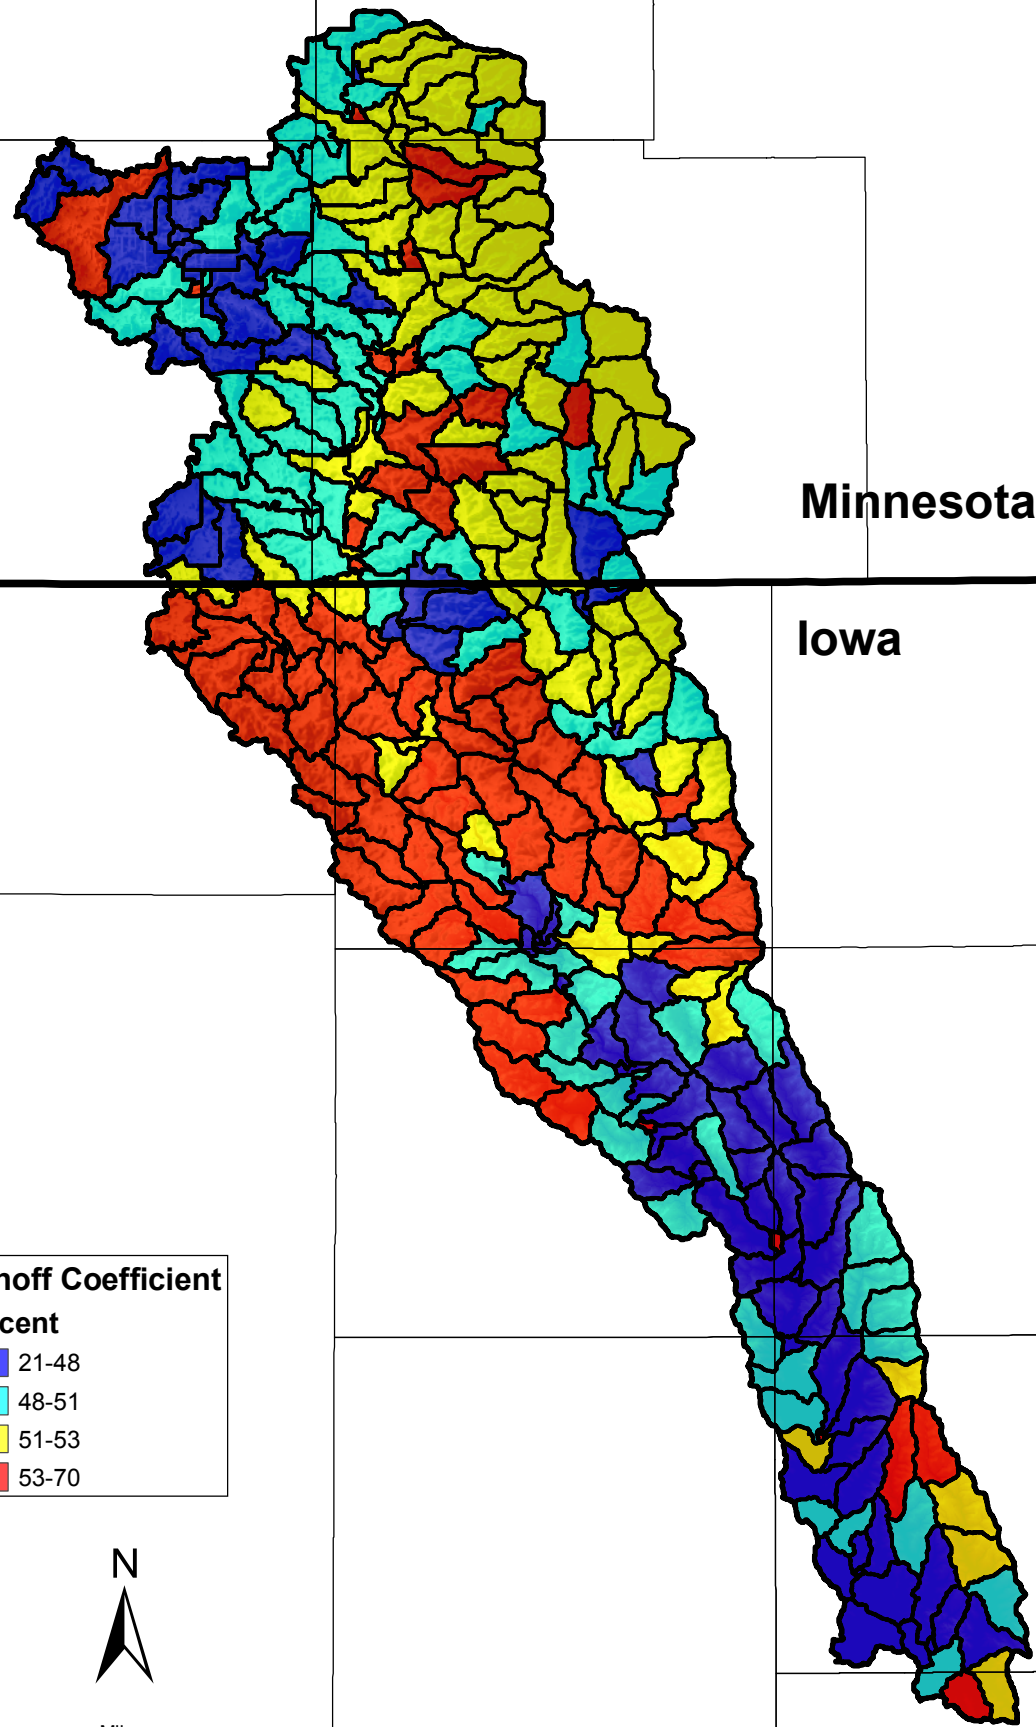 Minnesota
Iowa
noff Coefficient
cent
21-48
48-51
51-53
53-70
N